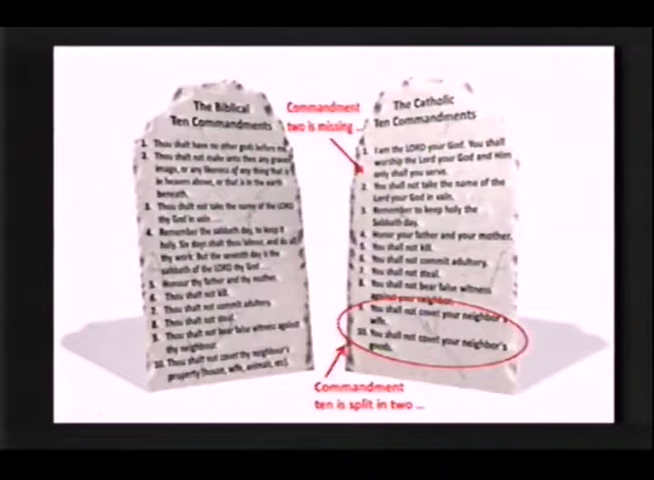 The Biblical
Ten Commandments
1. Thou shalt have no other gods before me.
2. Thou shalt not make unto thee any graven
image, or any likeness of any thing that is
in heaven above, or that is in the earth
beneath.
3. Thou shalt not take the name of the LORD
thy God in vain ....
4. Remember the sabbath day, to keep it
holy. Six days shalt thou labour, and do all
thy work: But the seventh day is the
sabbath of the LORD thy God ....
5. Honour thy father and thy mother.
6. Thou shalt not kill.
7. Thou shalt not commit adultery.
8. Thou shalt not steal.
9. Thou shalt not bear false witness against
thy neighbour.
10. Thou shalt not covet thy neighbour's
property (house, wife, animals, etc).
Commandment
two is missing ...
The Catholic
Ten Commandments
1. I am the LORD your God. You shall
worship the Lord your God and Him
only shall you serve.
2. You shall not take the name of the
Lord your God in vain.
3. Remember to keep holy the
Sabbath day.
4. Honor your father and your mother.
5. You shall not kill.
6. You shall not commit adultery.
7. You shall not steal.
8. You shall not bear false witness
against your neighbor.
9. You shall not covet your neighbor's
wife.
10. You shall not covet your neighbor's
goods.
Commandment
ten is split in two ...